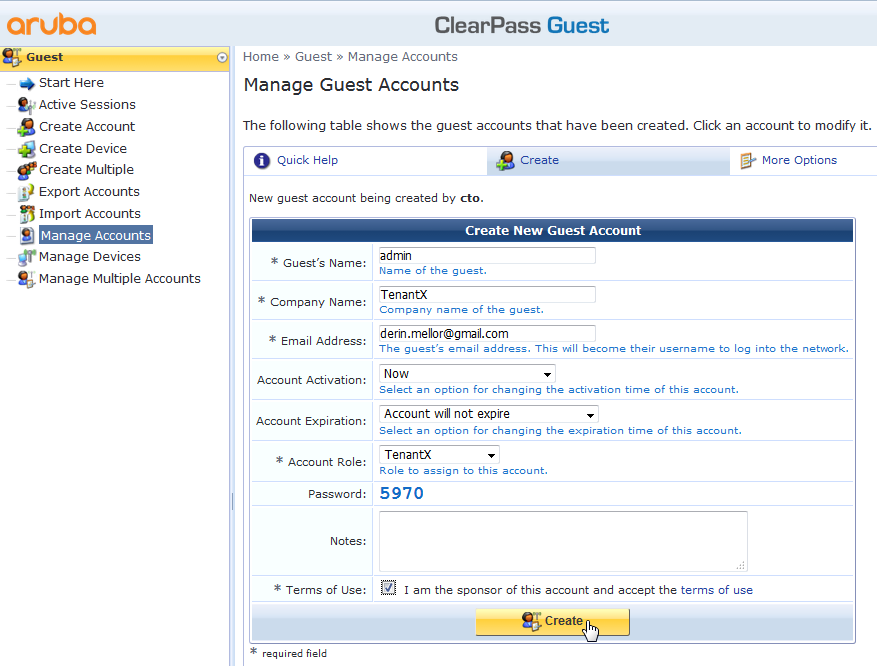 aruba
ClearPass Guest
Guest
Start Here
Active Sessions
Create Account
Create Device
Create Multiple
Export Accounts
Import Accounts
Manage Accounts
Manage Devices
Manage Multiple Accounts
Home » Guest » Manage Accounts
Manage Guest Accounts
The following table shows the guest accounts that have been created. Click an account to modify it.
Quick Help
Create
More Options
New guest account being created by cto.
Create New Guest Account
* Guest's Name: admin
Name of the guest.
* Company Name: TenantX
Company name of the guest.
* Email Address: derin.mellor@gmail.com
The guest's email address. This will become their username to log into the network.
Account Activation: Now
Select an option for changing the activation time of this account.
Account Expiration: Account will not expire
Select an option for changing the expiration time of this account.
* Account Role: TenantX
Role to assign to this account.
Password: 5970
Notes:
* Terms of Use: I am the sponsor of this account and accept the terms of use
Create
* required field